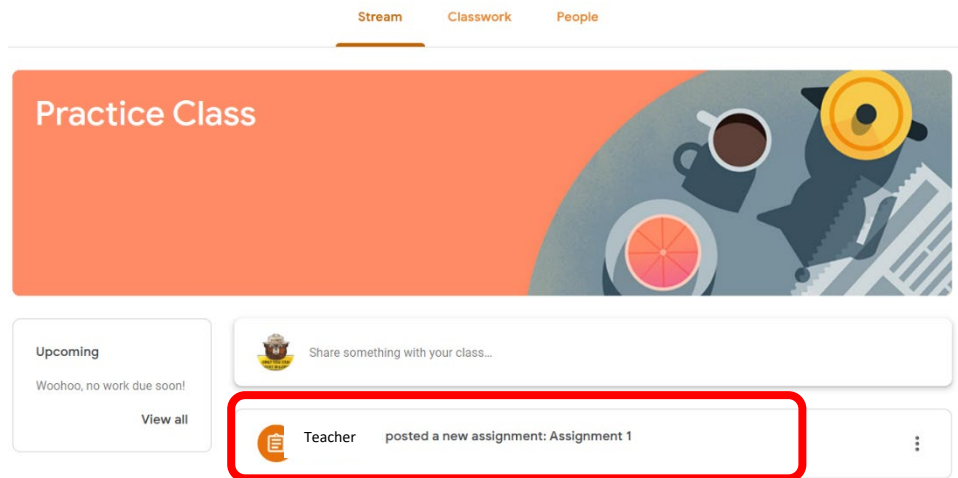 Stream Classwork People
Practice Class
Upcoming
Woohoo, no work due soon!
View all
Share something with your class...
Teacher posted a new assignment: Assignment 1